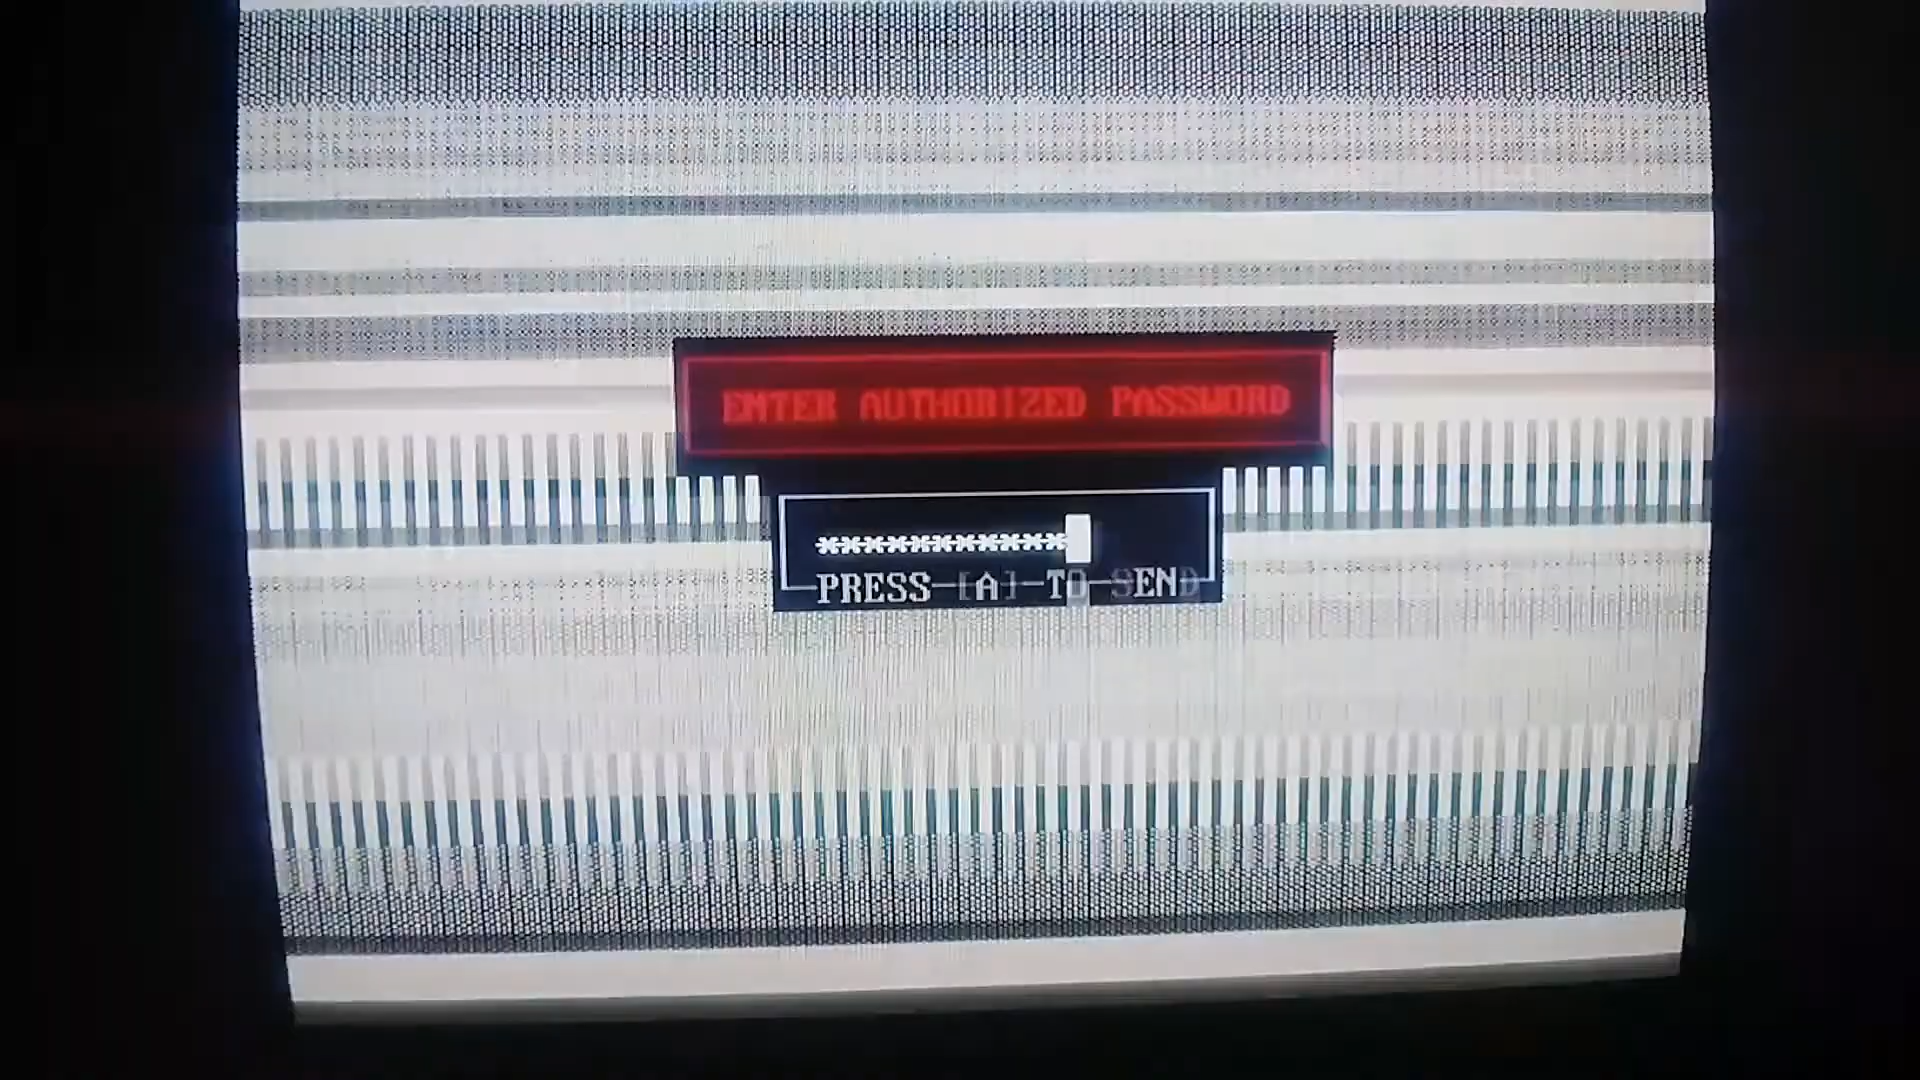 ENTER AUTHORIZED PASSWORD
***********
PRESS [A] TO SEND